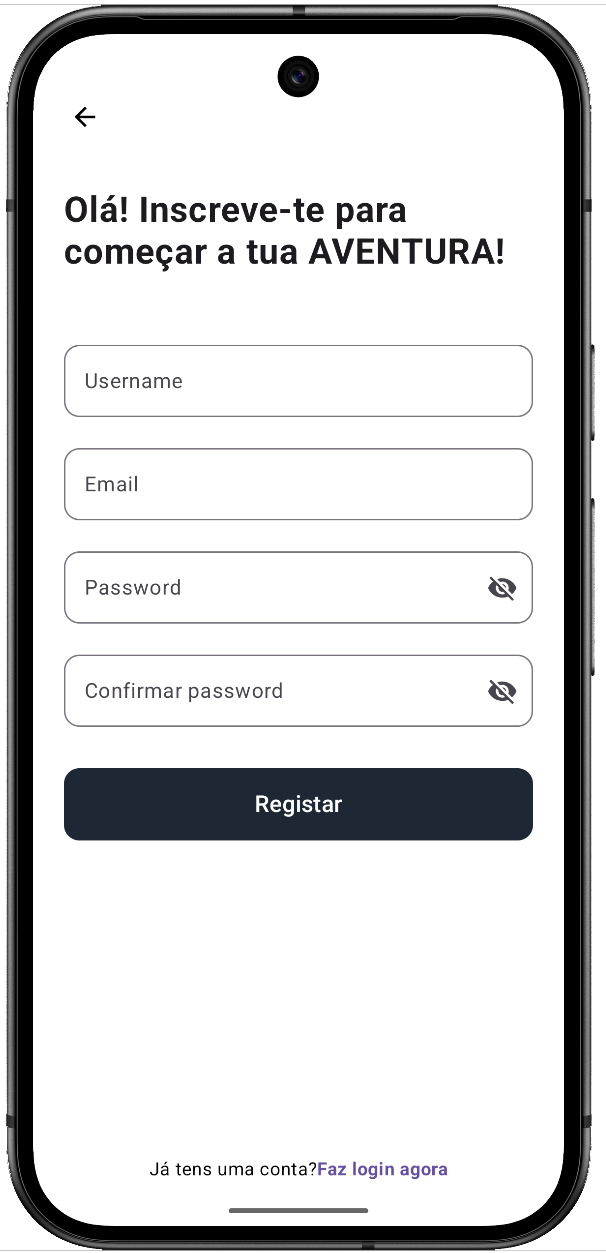 Olá! Inscreve-te para
começar a tua AVENTURA!
Username
Email
Password
Confirmar password
Registar
Já tens uma conta?Faz login agora